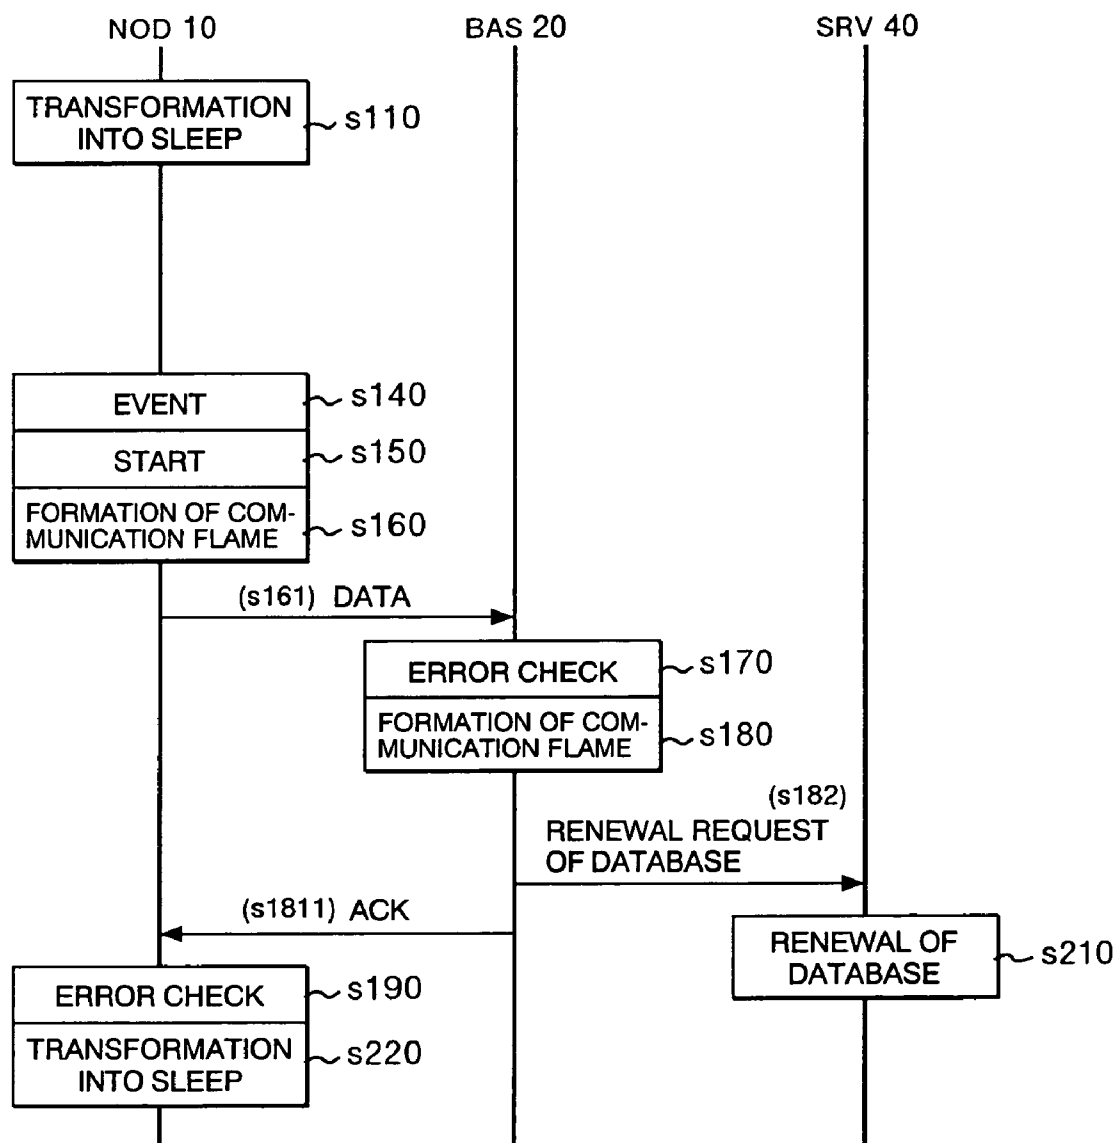 NOD 10
BAS 20
SRV 40
TRANSFORMATION
INTO SLEEP
s110
EVENT
s140
START
s150
FORMATION OF COM-
MUNICATION FLAME
s160
(s161) DATA
ERROR CHECK
s170
FORMATION OF COM-
MUNICATION FLAME
s180
(s182)
RENEWAL REQUEST
OF DATABASE
(s1811) ACK
RENEWAL OF
DATABASE
s210
ERROR CHECK
s190
TRANSFORMATION
INTO SLEEP
s220